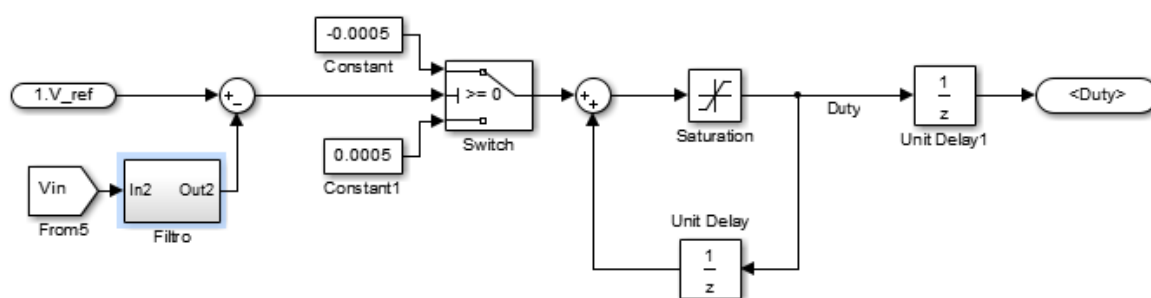 -0.0005
Constant
1.V_ref
+
-
>= 0
Switch
+
+
Saturation
Duty
1
z
Unit Delay1
<Duty>
Vin
From5
In2 Out2
Filtro
0.0005
Constant1
Unit Delay
1
z